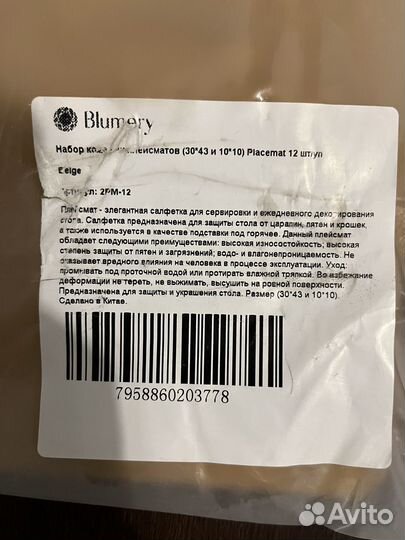 Blumery
Набор плейсматов (30*43 и 10*10) Placemat 12 шт/уп
Beige
Артикул: 2PM-12
Плейсмат - элегантная салфетка для сервировки и ежедневного декорирования
стола. Салфетка предназначена для защиты стола от царапин, пятен и крошек,
а также используется в качестве подставки под горячее. Данный плейсмат
обладает следующими преимуществами: высокая износостойкость; высокая
степень защиты от пятен и загрязнений; водо- и влагонепроницаемость. Не
оказывает вредного влияния на человека в процессе эксплуатации. Уход:
промывать под проточной водой или протирать влажной тряпкой. Во избежание
деформации не тереть, не выжимать, высушить на ровной поверхности.
Предназначена для защиты и украшения стола. Размер (30*43 и 10*10).
Сделано в Китае.
7958860203778
Avito